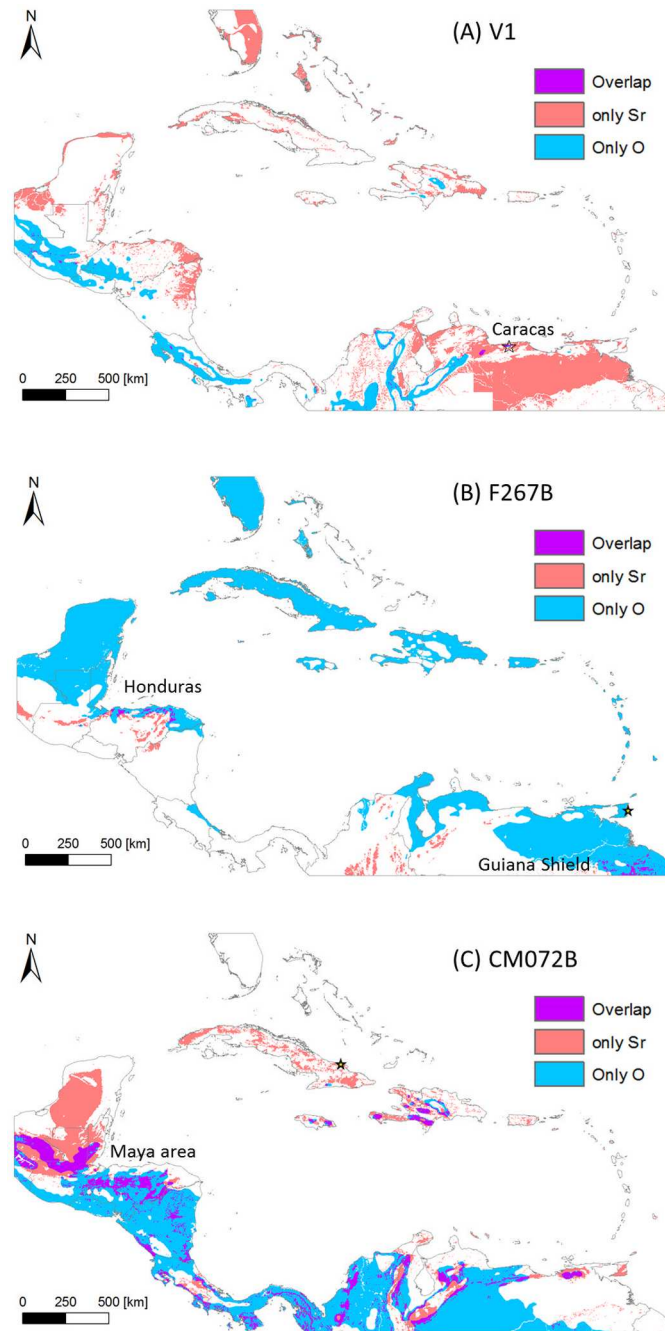 (A) V1
N
Overlap
only Sr
Only O
Caracas
0 250 500 [km]
(B) F267B
N
Overlap
only Sr
Only O
Honduras
0 250 500 [km]
Guiana Shield
(C) CM072B
N
Overlap
only Sr
Only O
Maya area
0 250 500 [km]